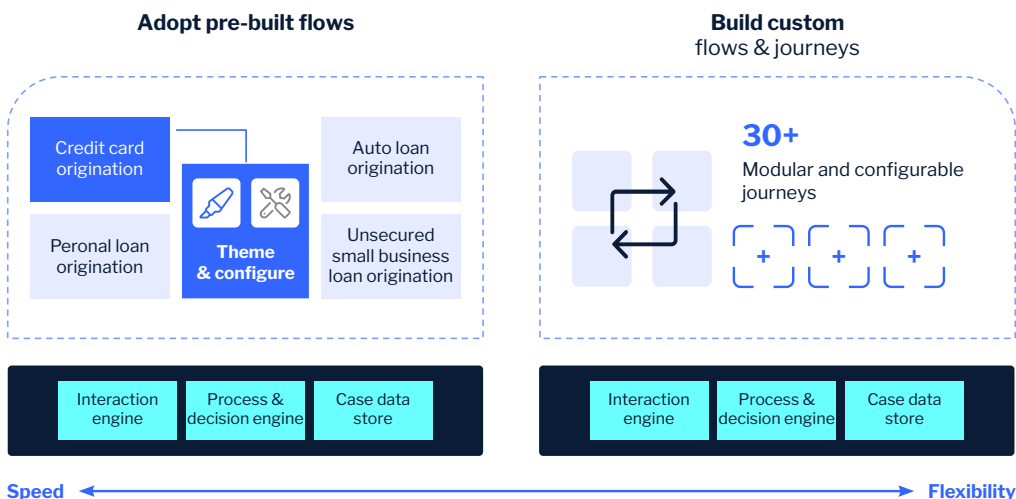 Adopt pre-built flows
Credit card
origination
Peronal loan
origination
Theme
& configure
Auto loan
origination
Unsecured
small business
loan origination
Interaction
engine
Process &
decision engine
Case data
store
Build custom
flows & journeys
30+
Modular and configurable
journeys
+
+
+
Interaction
engine
Process &
decision engine
Case data
store
Speed
Flexibility